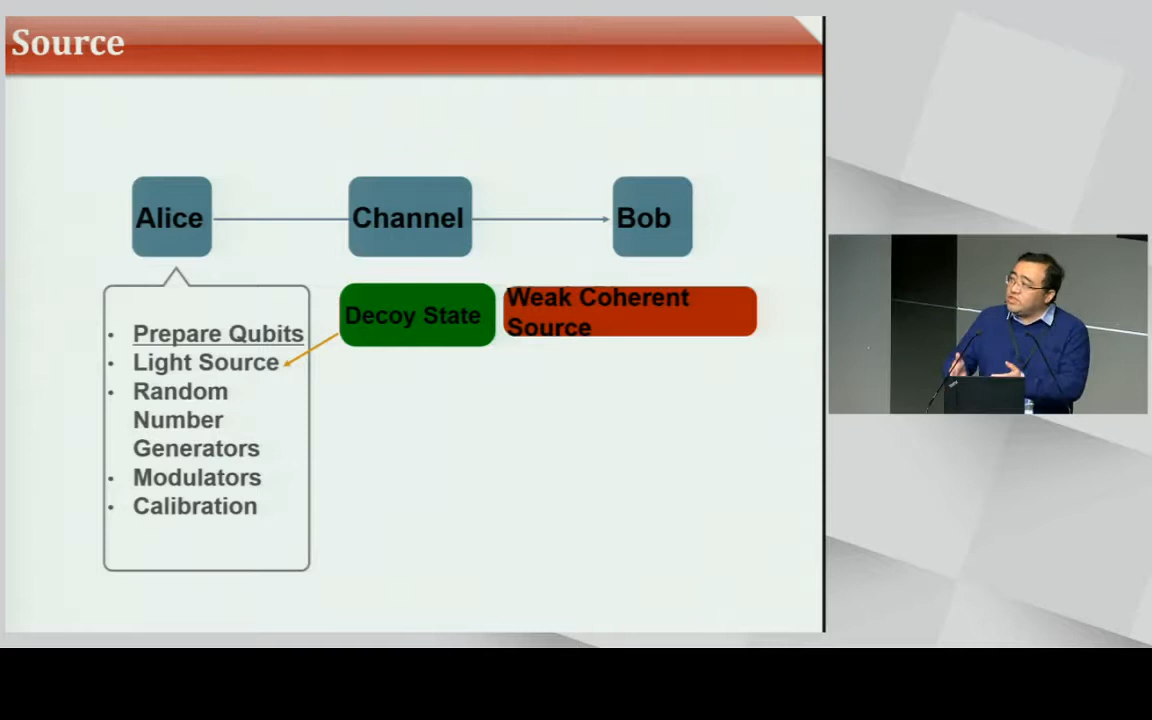 Source
Alice
Channel
Bob
Decoy State
Weak Coherent
Source
• Prepare Qubits
• Light Source
• Random
Number
Generators
• Modulators
• Calibration